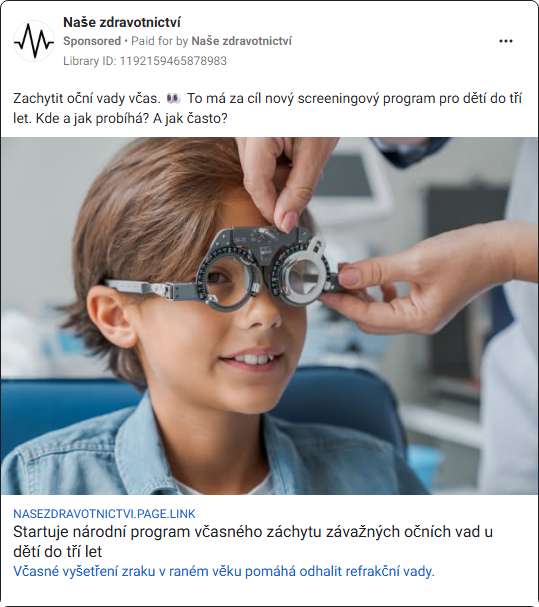 Naše zdravotnictví
Sponsored • Paid for by Naše zdravotnictví
Library ID: 1192159465878983
Zachytit oční vady včas. 👀 To má za cíl nový screeningový program pro dětí do tří
let. Kde a jak probíhá? A jak často?
NASEZDRAVOTNICTVI.PAGE.LINK
Startuje národní program včasného záchytu závažných očních vad u
dětí do tří let
Včasné vyšetření zraku v raném věku pomáhá odhalit refrakční vady.